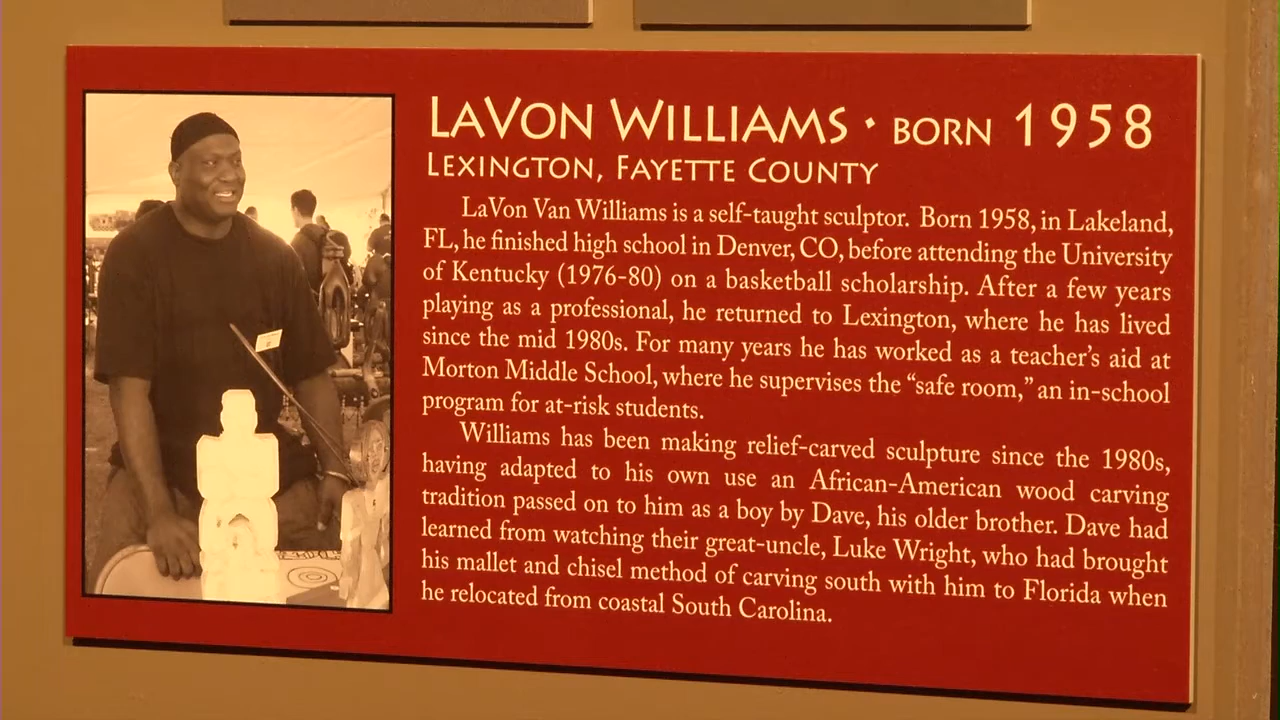 LAVON WILLIAMS · BORN 1958
LEXINGTON, FAYETTE COUNTY
LaVon Van Williams is a self-taught sculptor. Born 1958, in Lakeland,
FL, he finished high school in Denver, CO, before attending the University
of Kentucky (1976-80) on a basketball scholarship. After a few years
playing as a professional, he returned to Lexington, where he has lived
since the mid 1980s. For many years he has worked as a teacher's aid at
Morton Middle School, where he supervises the “safe room,” an in-school
program for at-risk students.
Williams has been making relief-carved sculpture since the 1980s,
having adapted to his own use an African-American wood carving
tradition passed on to him as a boy by Dave, his older brother. Dave had
learned from watching their great-uncle, Luke Wright, who had brought
his mallet and chisel method of carving south with him to Florida when
he relocated from coastal South Carolina.